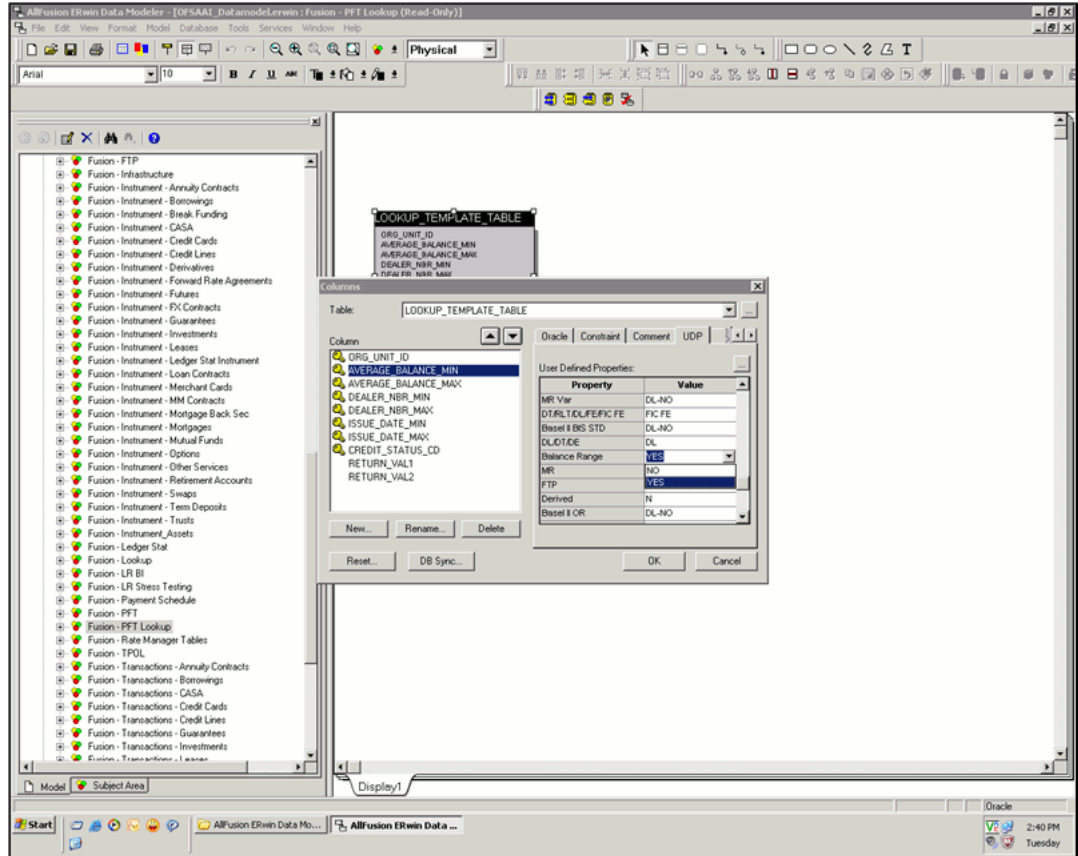 AllFusion ERwin Data Modeler - [OFSAAI_Datamodel.erwin : Fusion - PFT Lookup (Read-Only)]
File Edit View Format Model Database Tools Services Window Help
Physical
Arial
10
B I U
T
Fusion - FTP
Fusion - Infrastructure
Fusion - Instrument - Annuity Contracts
Fusion - Instrument - Borrowings
Fusion - Instrument - Break Funding
Fusion - Instrument - CASA
Fusion - Instrument - Credit Cards
Fusion - Instrument - Credit Lines
Fusion - Instrument - Derivatives
Fusion - Instrument - Forward Rate Agreements
Fusion - Instrument - Futures
Fusion - Instrument - FX Contracts
Fusion - Instrument - Guarantees
Fusion - Instrument - Investments
Fusion - Instrument - Leases
Fusion - Instrument - Ledger Stat Instrument
Fusion - Instrument - Loan Contracts
Fusion - Instrument - Merchant Cards
Fusion - Instrument - MM Contracts
Fusion - Instrument - Mortgage Back Sec
Fusion - Instrument - Mortgages
Fusion - Instrument - Mutual Funds
Fusion - Instrument - Options
Fusion - Instrument - Other Services
Fusion - Instrument - Retirement Accounts
Fusion - Instrument - Swaps
Fusion - Instrument - Term Deposits
Fusion - Instrument - Trusts
Fusion - Instrument_Assets
Fusion - Ledger Stat
Fusion - Lookup
Fusion - LR BI
Fusion - LR Stress Testing
Fusion - Payment Schedule
Fusion - PFT
Fusion - PFT Lookup
Fusion - Rate Manager Tables
Fusion - TPOL
Fusion - Transactions - Annuity Contracts
Fusion - Transactions - Borrowings
Fusion - Transactions - CASA
Fusion - Transactions - Credit Cards
Fusion - Transactions - Credit Lines
Fusion - Transactions - Guarantees
Fusion - Transactions - Investments
Fusion - Transactions - Leases
Model
Subject Area
LOOKUP_TEMPLATE_TABLE
ORG_UNIT_ID
AVERAGE_BALANCE_MIN
AVERAGE_BALANCE_MAX
DEALER_NBR_MIN
DEALER_NBR_MAX
Columns
Table: LOOKUP_TEMPLATE_TABLE
Column
ORG_UNIT_ID
AVERAGE_BALANCE_MIN
AVERAGE_BALANCE_MAX
DEALER_NBR_MIN
DEALER_NBR_MAX
ISSUE_DATE_MIN
ISSUE_DATE_MAX
CREDIT_STATUS_CD
RETURN_VAL1
RETURN_VAL2
New... Rename... Delete
Reset... DB Sync...
Oracle Constraint Comment UDP
User Defined Properties:
Property Value
MR Var DL-NO
DT/RLT/DL/FE/FIC FE FIC FE
Basel II BIS STD DL-NO
DL/DT/DE DL
Balance Range YES
MR NO
FTP YES
Derived N
Basel II OR DL-NO
OK Cancel
Display1
Oracle
Start
AllFusion ERwin Data Mo...
AllFusion ERwin Data ...
2:40 PM
Tuesday